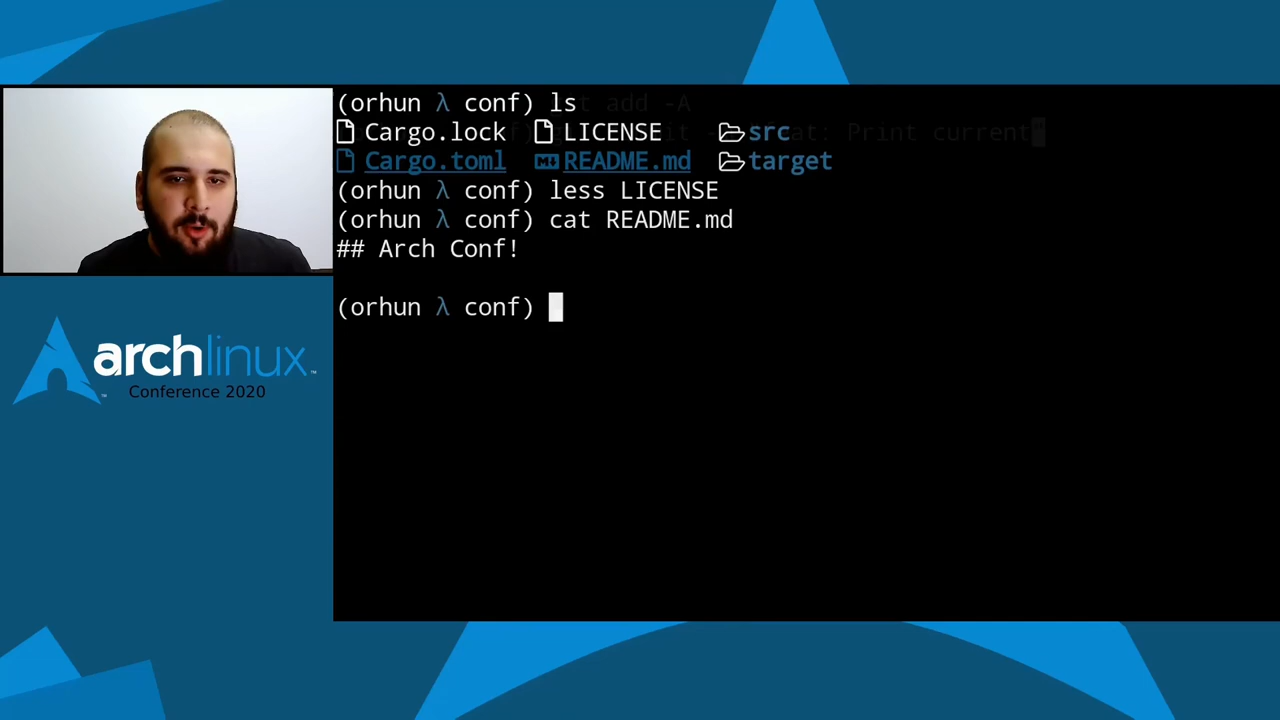 (orhun λ conf) ls
Cargo.lock LICENSE src
Cargo.toml README.md target
(orhun λ conf) less LICENSE
(orhun λ conf) cat README.md
## Arch Conf!
(orhun λ conf)
archlinux™
Conference 2020